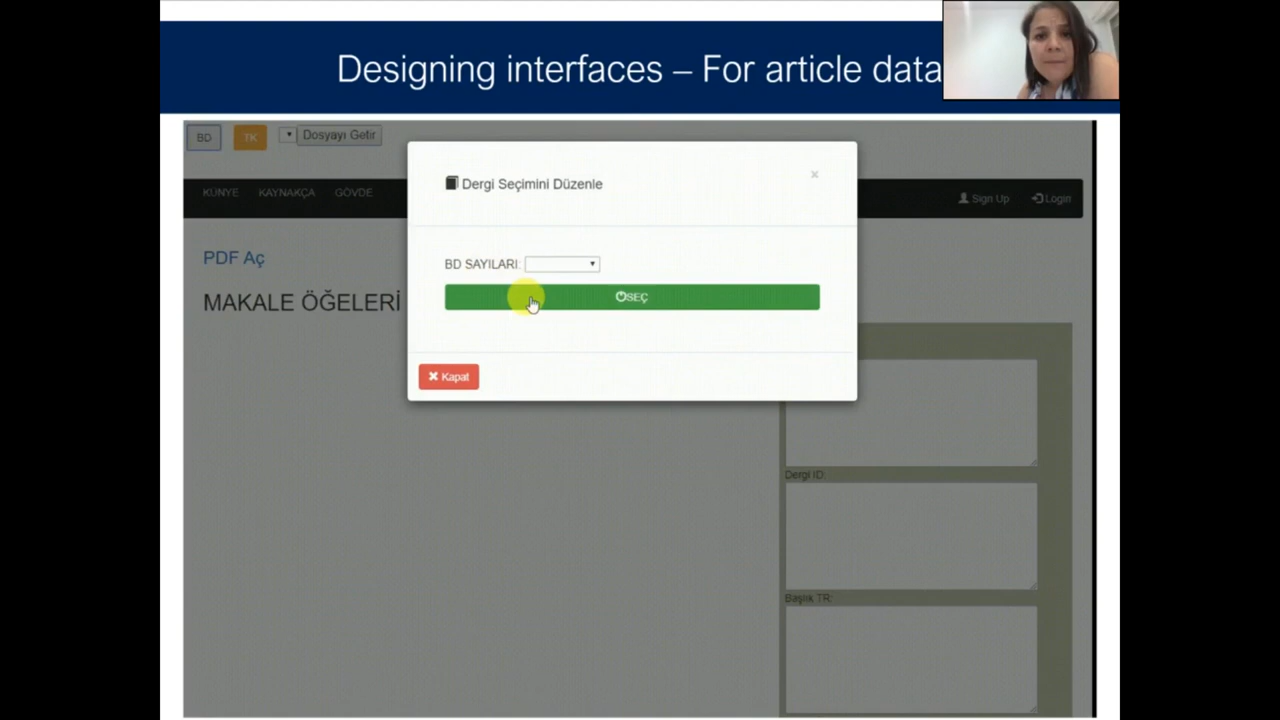 Designing interfaces – For article data
BD TK Dosyayı Getir
KÜNYE KAYNAKÇA GÖVDE
Sign Up Login
Dergi Seçimini Düzenle
×
PDF Aç
BD SAYILARI:
SEÇ
MAKALE ÖĞELERİ
Kapat
Dergi ID:
Başlık TR: